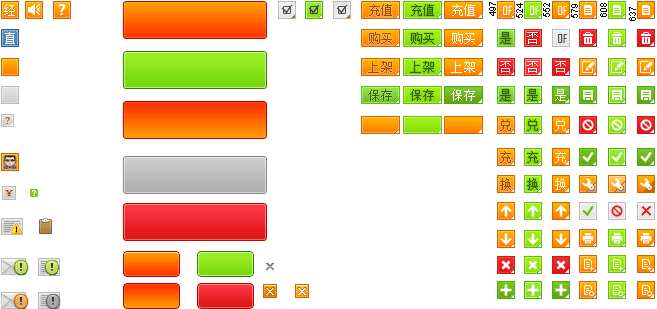 经 ? 充值 充值 充值 497 OF 524 OF 552 OF 579 608 637
直 购买 购买 购买 是 否 OF
上架 上架 上架 否 否 否
保存 保存 保存 是 是 是
? 兑 兑 兑
充 充 充
¥ ? 换 换 换
!
! !
! !